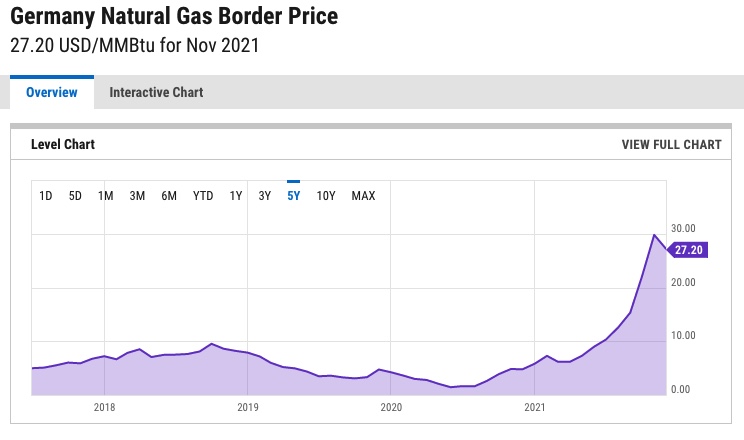 Germany Natural Gas Border Price
27.20 USD/MMBtu for Nov 2021
Overview Interactive Chart
Level Chart VIEW FULL CHART
1D 5D 1M 3M 6M YTD 1Y 3Y 5Y 10Y MAX
30.00
27.20
20.00
10.00
0.00
2018 2019 2020 2021